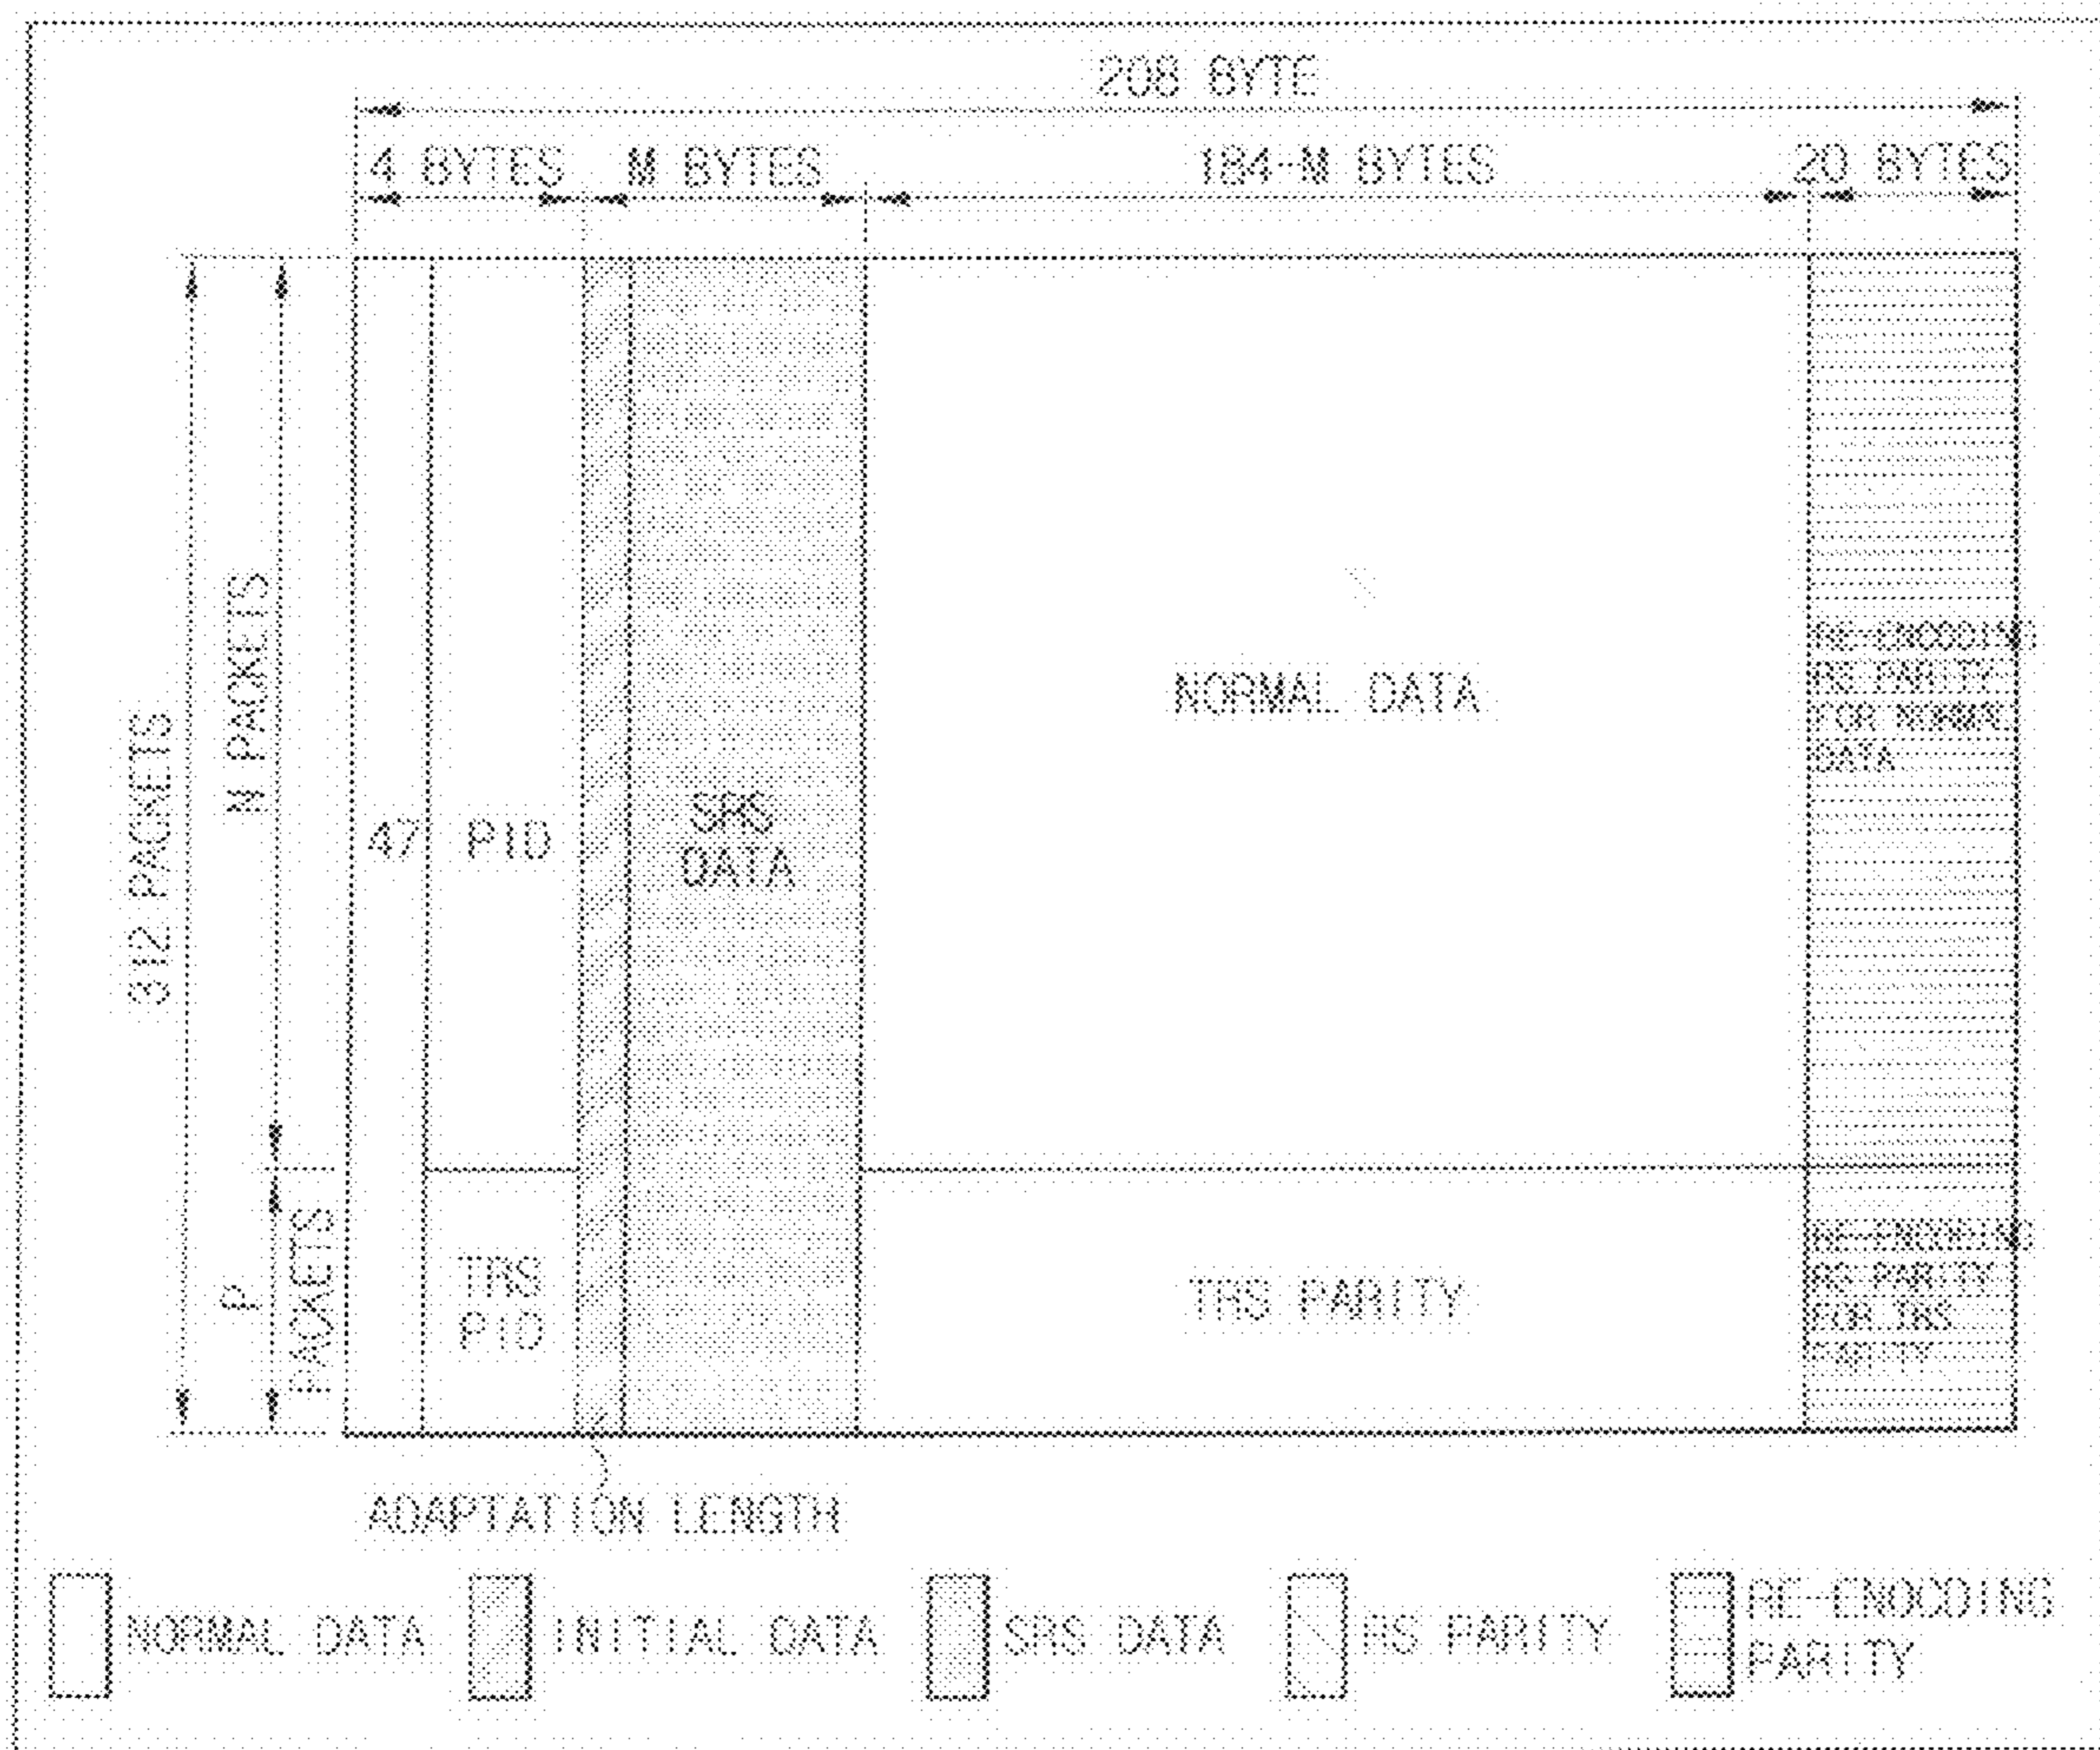 208 BYTE
4 BYTES M BYTES 184-M BYTES 20 BYTES
312 PACKETS
N PACKETS
P
PACKETS
47
PID
TRS
PID
SRS
DATA
NORMAL DATA
TRS PARITY
RE-ENCODING
RS PARITY
FOR NORMAL
DATA
RE-ENCODING
RS PARITY
FOR TRS
PARITY
ADAPTATION LENGTH
NORMAL DATA
INITIAL DATA
SRS DATA
RS PARITY
RE-ENOCDING
PARITY